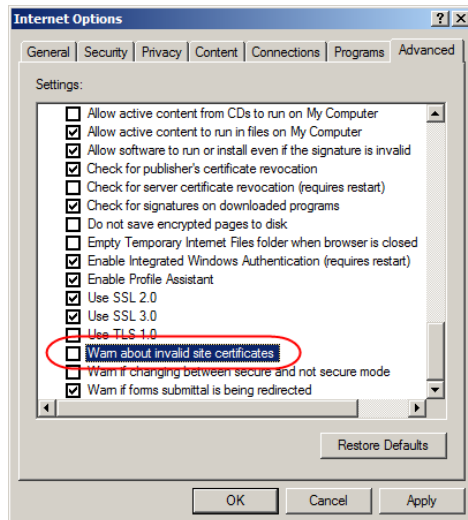 Internet Options
General Security Privacy Content Connections Programs Advanced
Settings:
Allow active content from CDs to run on My Computer
Allow active content to run in files on My Computer
Allow software to run or install even if the signature is invalid
Check for publisher's certificate revocation
Check for server certificate revocation (requires restart)
Check for signatures on downloaded programs
Do not save encrypted pages to disk
Empty Temporary Internet Files folder when browser is closed
Enable Integrated Windows Authentication (requires restart)
Enable Profile Assistant
Use SSL 2.0
Use SSL 3.0
Use TLS 1.0
Warn about invalid site certificates
Warn if changing between secure and not secure mode
Warn if forms submittal is being redirected
Restore Defaults
OK Cancel Apply